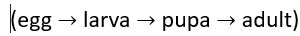 (egg → larva → pupa → adult)